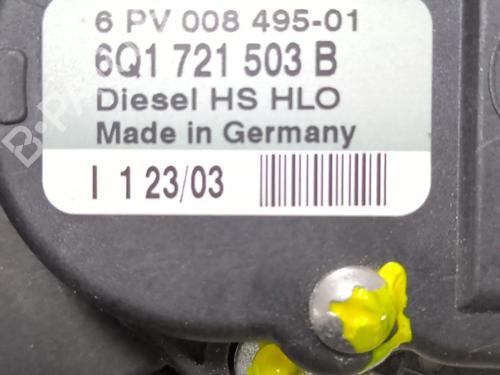 6 PV 008 495-01
6Q1 721 503 B
Diesel HS HLO
Made in Germany
I 1 23/03